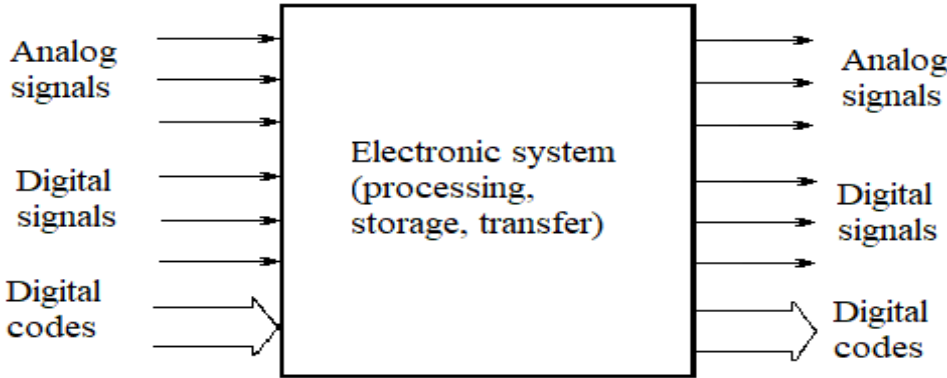 Analog
signals
Digital
signals
Digital
codes
Electronic system
(processing,
storage, transfer)
Analog
signals
Digital
signals
Digital
codes